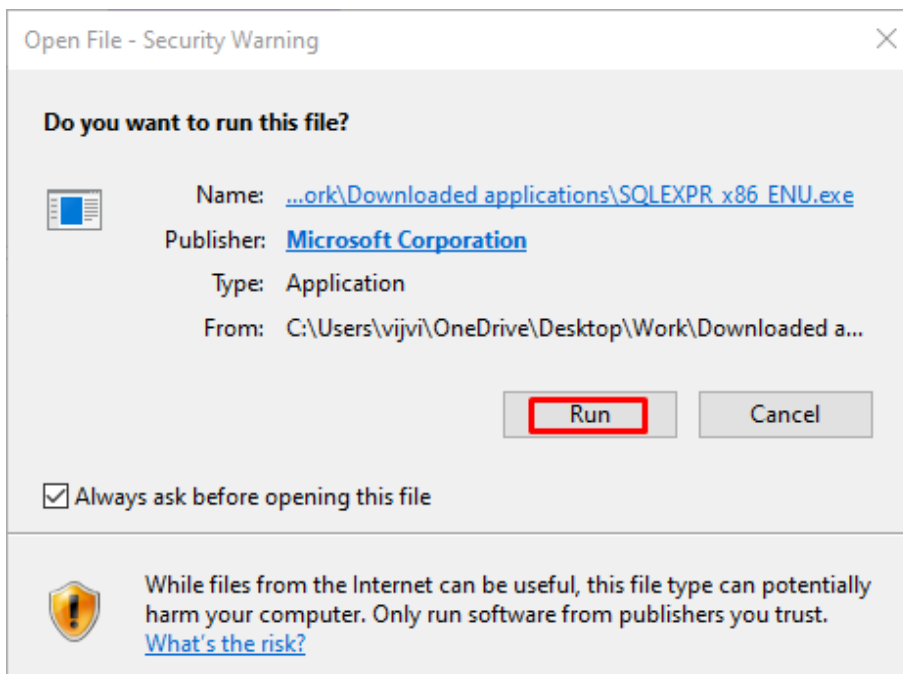 Open File - Security Warning
Do you want to run this file?
Name: ...ork\Downloaded applications\SQLEXPR_x86_ENU.exe
Publisher: Microsoft Corporation
Type: Application
From: C:\Users\vijvi\OneDrive\Desktop\Work\Downloaded a...
Run Cancel
Always ask before opening this file
While files from the Internet can be useful, this file type can potentially
harm your computer. Only run software from publishers you trust.
What's the risk?